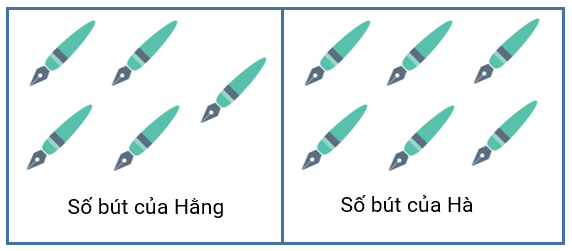 Số bút của Hằng
Số bút của Hà